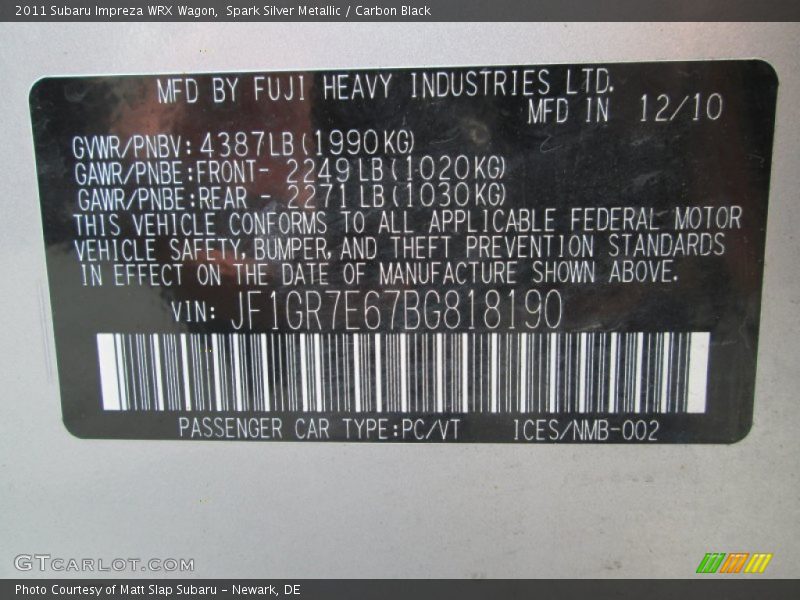 2011 Subaru Impreza WRX Wagon,  Spark Silver Metallic / Carbon Black
MFD BY FUJI HEAVY INDUSTRIES LTD.
MFD IN 12/10
GVWR/PNBV: 4387LB(1990KG)
GAWR/PNBE:FRONT- 2249LB(1020KG)
GAWR/PNBE:REAR - 2271LB(1030KG)
THIS VEHICLE CONFORMS TO ALL APPLICABLE FEDERAL MOTOR
VEHICLE SAFETY, BUMPER, AND THEFT PREVENTION STANDARDS
IN EFFECT ON THE DATE OF MANUFACTURE SHOWN ABOVE.
VIN: JF1GR7E67BG818190
PASSENGER CAR TYPE:PC/VT ICES/NMB-002
GTCARLOT.COM
Photo Courtesy of Matt Slap Subaru - Newark, DE